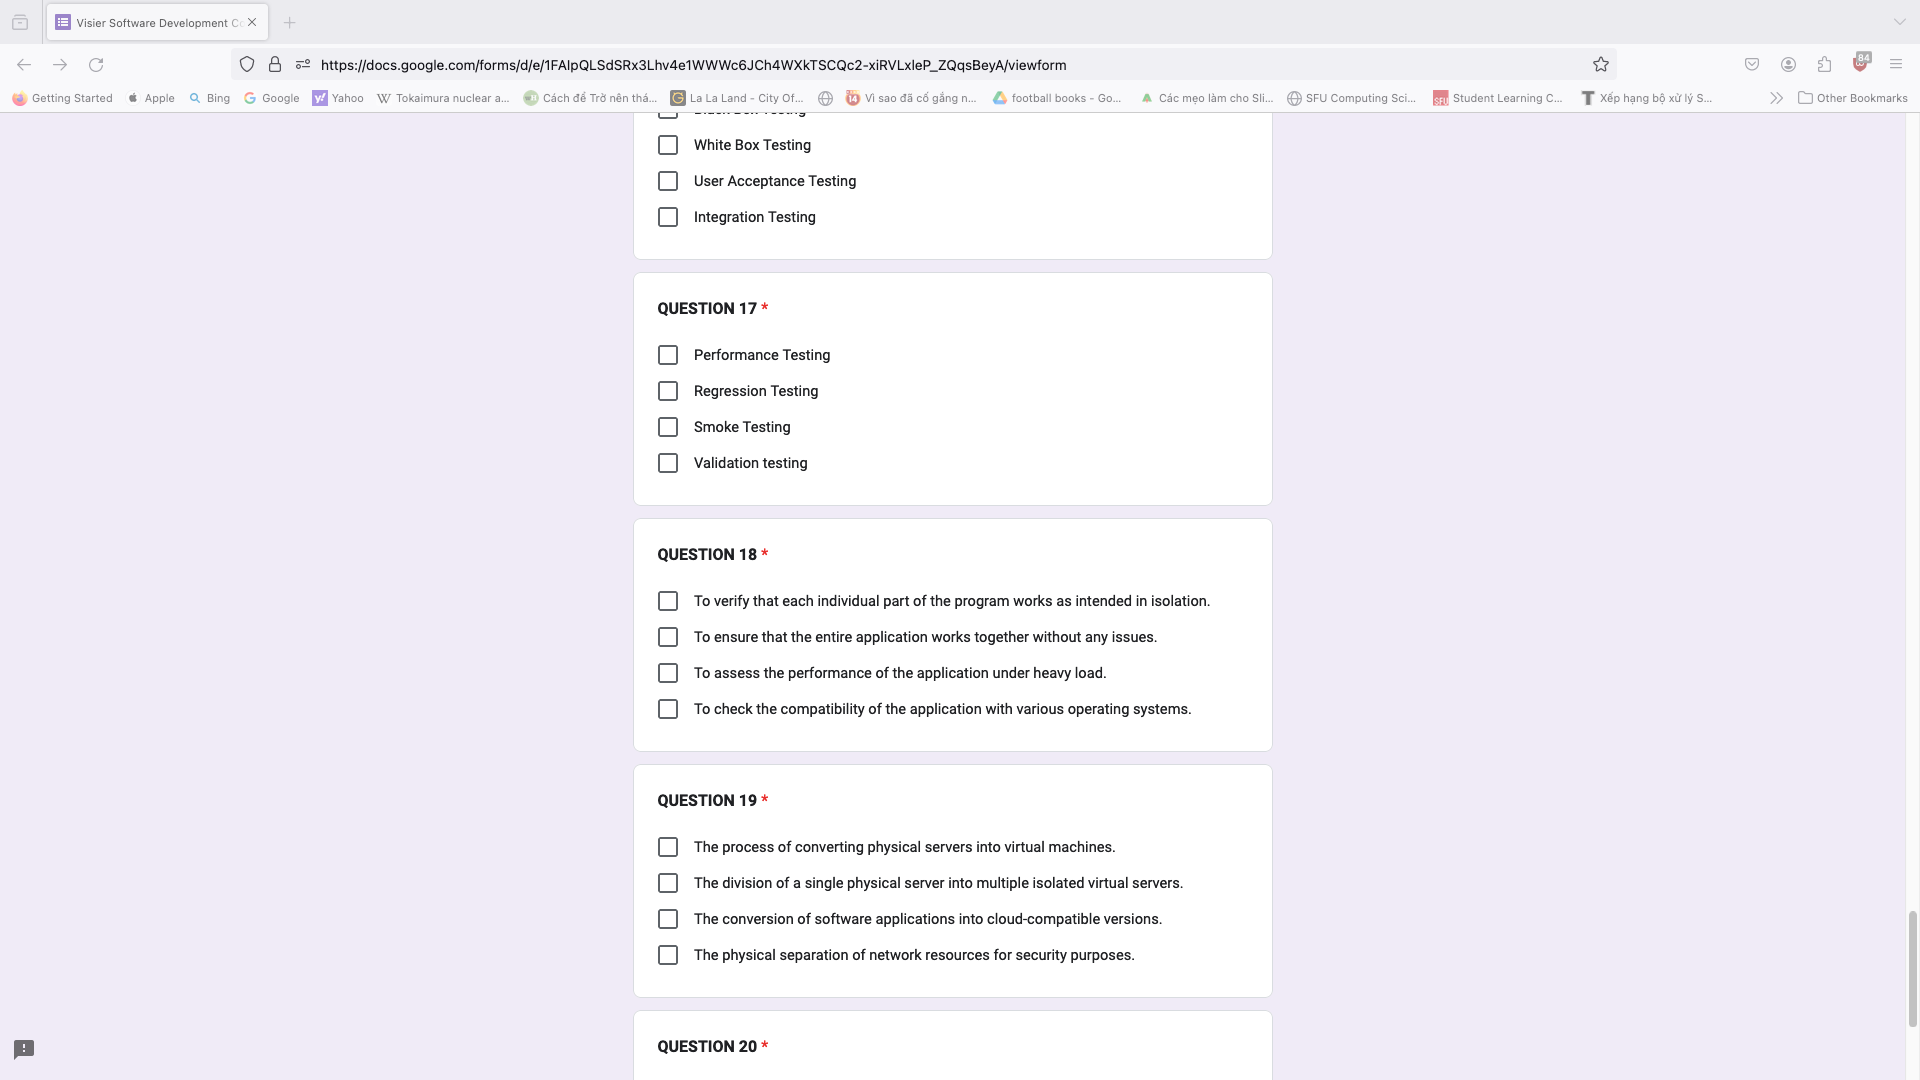 Visier Software Development Co
https://docs.google.com/forms/d/e/1FAIpQLSdSRx3Lhv4e1WWWc6JCh4WXkTSCQc2-xiRVLxIeP_ZQqsBeyA/viewform
84
Getting Started
Apple
Bing
Google
Yahoo
Tokaimura nuclear a...
Cách để Trở nên thá...
La La Land - City Of...
Vì sao đã cố gắng n...
football books - Go...
Các mẹo làm cho Sli...
SFU Computing Sci...
Student Learning C...
Xếp hạng bộ xử lý S...
Other Bookmarks
Black Box Testing
White Box Testing
User Acceptance Testing
Integration Testing
QUESTION 17 *
Performance Testing
Regression Testing
Smoke Testing
Validation testing
QUESTION 18 *
To verify that each individual part of the program works as intended in isolation.
To ensure that the entire application works together without any issues.
To assess the performance of the application under heavy load.
To check the compatibility of the application with various operating systems.
QUESTION 19 *
The process of converting physical servers into virtual machines.
The division of a single physical server into multiple isolated virtual servers.
The conversion of software applications into cloud-compatible versions.
The physical separation of network resources for security purposes.
QUESTION 20 *